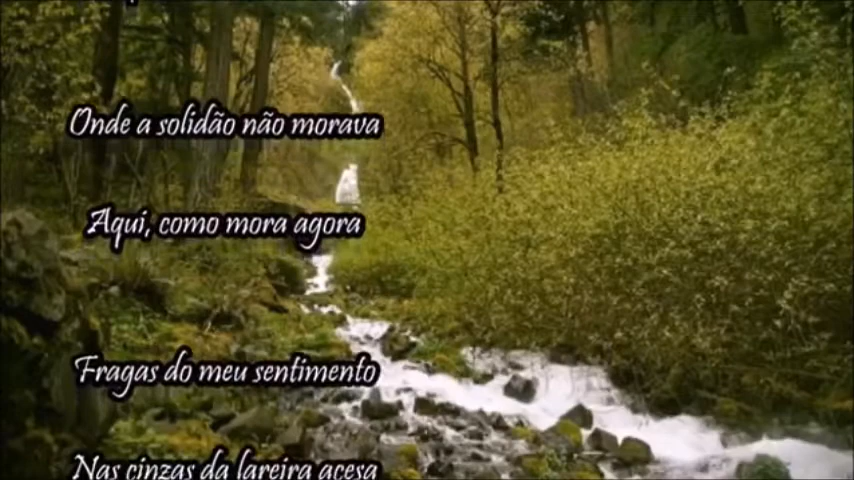 Onde a solidão não morava
Aqui, como mora agora
Fragas do meu sentimento
Nas cinzas da lareira acesa